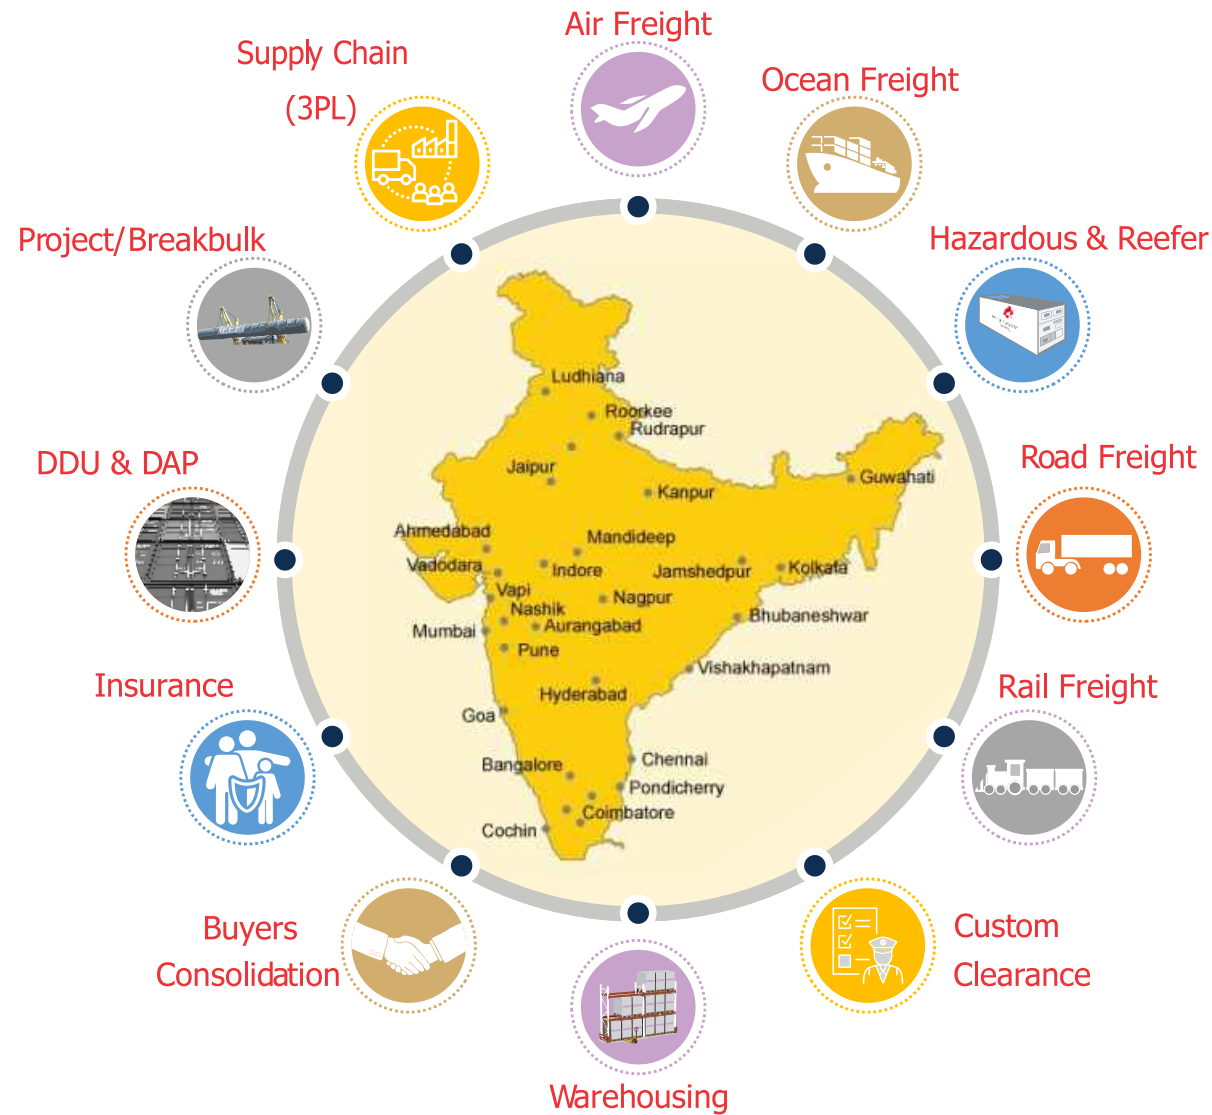 Air Freight
Supply Chain
(3PL)
Ocean Freight
Project/Breakbulk
Hazardous & Reefer
DDU & DAP
Road Freight
Insurance
Rail Freight
Buyers
Consolidation
Custom
Clearance
Warehousing
Ludhiana
Roorkee
Rudrapur
Jaipur
Guwahati
Kanpur
Ahmedabad
Mandideep
Vadodara
Indore
Jamshedpur
Kolkata
Vapi
Nagpur
Nashik
Bhubaneshwar
Aurangabad
Mumbai
Pune
Vishakhapatnam
Hyderabad
Goa
Chennai
Bangalore
Pondicherry
Coimbatore
Cochin